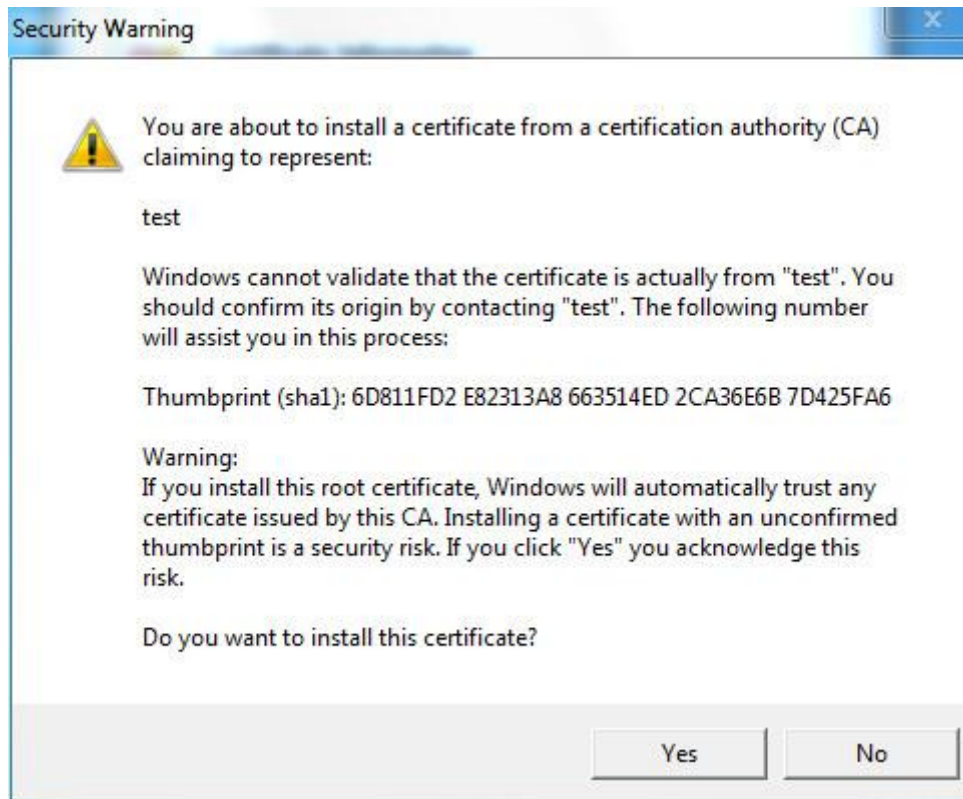 Security Warning
You are about to install a certificate from a certification authority (CA)
claiming to represent:
test
Windows cannot validate that the certificate is actually from "test". You
should confirm its origin by contacting "test". The following number
will assist you in this process:
Thumbprint (sha1): 6D811FD2 E82313A8 663514ED 2CA36E6B 7D425FA6
Warning:
If you install this root certificate, Windows will automatically trust any
certificate issued by this CA. Installing a certificate with an unconfirmed
thumbprint is a security risk. If you click "Yes" you acknowledge this
risk.
Do you want to install this certificate?
Yes
No